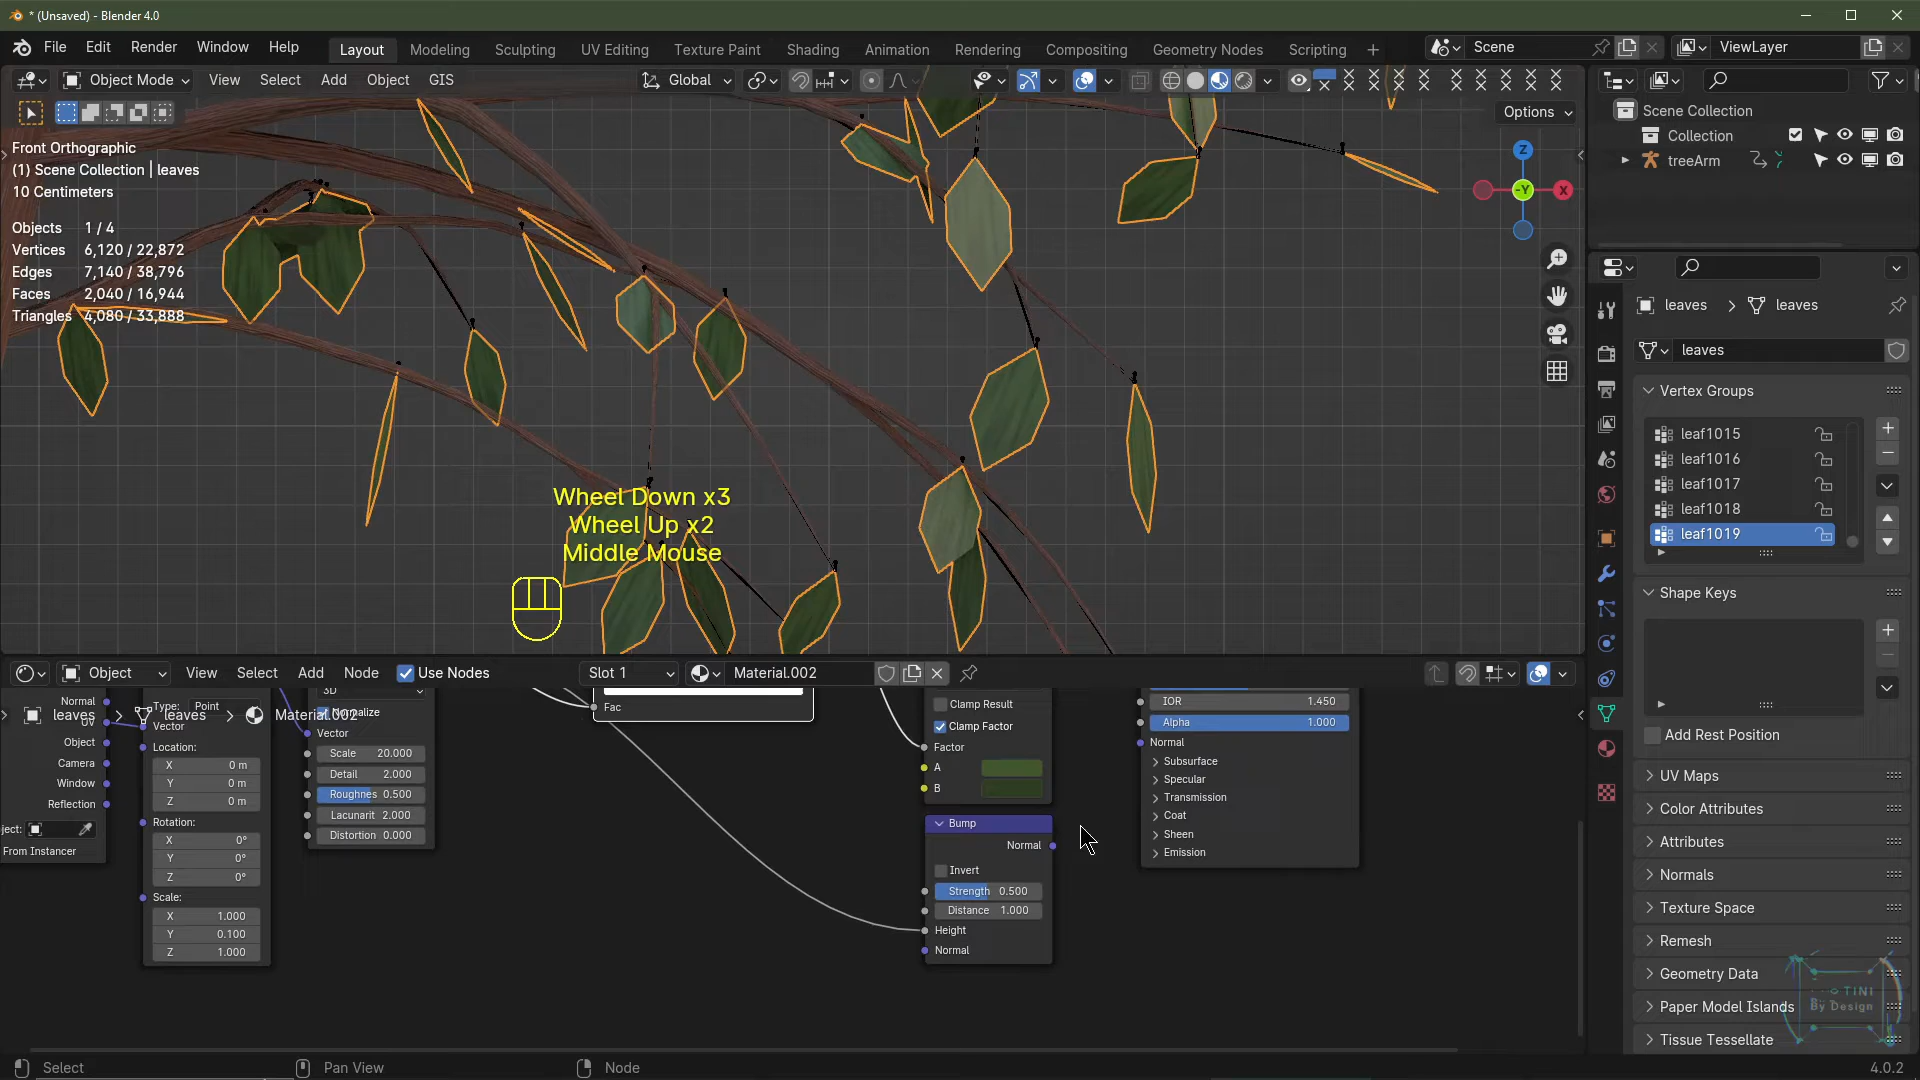 * (Unsaved) - Blender 4.0
File Edit Render Window Help Layout Modeling Sculpting UV Editing Texture Paint Shading Animation Rendering Compositing Geometry Nodes Scripting + Scene ViewLayer
Object Mode View Select Add Object GIS Global
Options
Front Orthographic
(1) Scene Collection | leaves
10 Centimeters
Objects 1 / 4
Vertices 6,120 / 22,872
Edges 7,140 / 38,796
Faces 2,040 / 16,944
Triangles 4,080 / 33,888
Z
-Y
X
Wheel Down x3
Wheel Up x2
Middle Mouse
Scene Collection
Collection
treeArm
leaves > leaves
leaves
Vertex Groups
leaf1015
leaf1016
leaf1017
leaf1018
leaf1019
Shape Keys
Add Rest Position
UV Maps
Color Attributes
Attributes
Normals
Texture Space
Remesh
Geometry Data
Paper Model Islands
Tissue Tessellate
TINI
By Design
Object View Select Add Node Use Nodes Slot 1 Material.002
leaves > leaves > Material.002
Normal
UV
Object
Camera
Window
Reflection
ject:
From Instancer
Type: Point
Vector
Location:
X 0 m
Y 0 m
Z 0 m
Rotation:
X 0°
Y 0°
Z 0°
Scale:
X 1.000
Y 0.100
Z 1.000
3D
Normalize
Vector
Scale 20.000
Detail 2.000
Roughnes 0.500
Lacunarit 2.000
Distortion 0.000
Fac
Clamp Result
Clamp Factor
Factor
A
B
Bump
Normal
Invert
Strength 0.500
Distance 1.000
Height
Normal
IOR 1.450
Alpha 1.000
Normal
Subsurface
Specular
Transmission
Coat
Sheen
Emission
Select Pan View Node 4.0.2